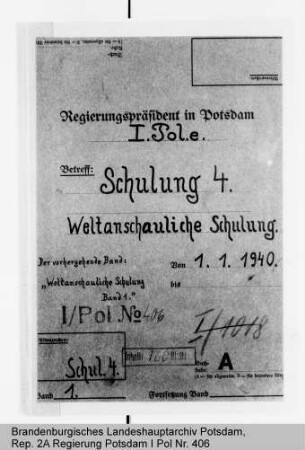 Regierungspräsident in Potsdam
I. Pol. e.
Betreff:
Schulung 4.
Weltanschauliche Schulung.
Der vorhergehende Band:
Von 1. 1. 1940.
"Weltanschauliche Schulung
bis
Band 1."
I/Pol No 406
I/1018
Schul. 4.
A
Band 1.
Fortsetzung Band
Brandenburgisches Landeshauptarchiv Potsdam,
Rep. 2A Regierung Potsdam I Pol Nr. 406